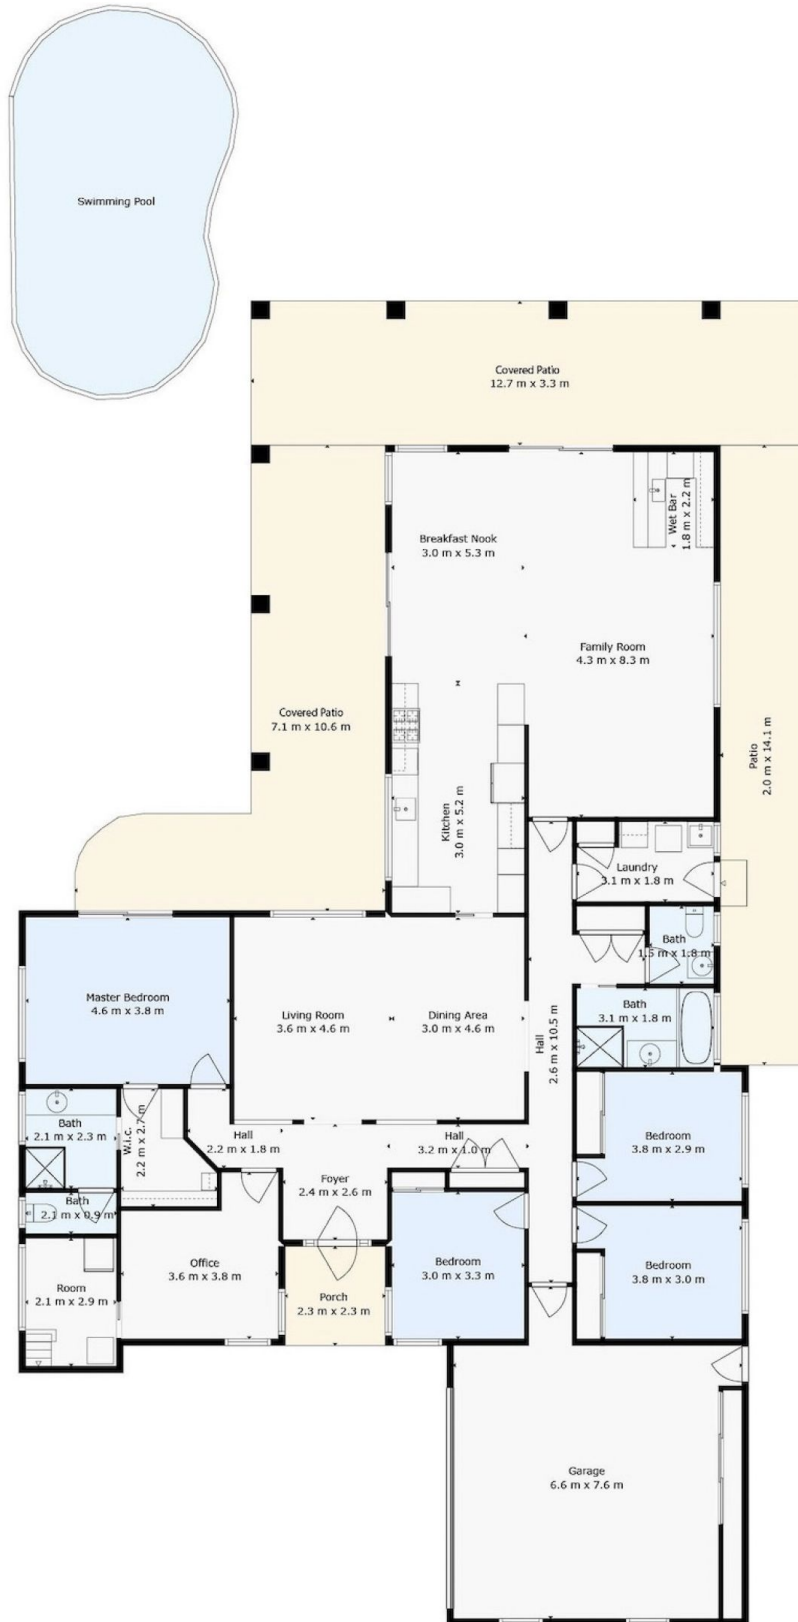 Swimming Pool
Covered Patio
12.7 m x 3.3 m
Breakfast Nook
3.0 m x 5.3 m
Wet Bar
1.8 m x 2.2 m
Family Room
4.3 m x 8.3 m
Covered Patio
7.1 m x 10.6 m
Patio
2.0 m x 14.1 m
Kitchen
3.0 m x 5.2 m
Laundry
3.1 m x 1.8 m
Bath
1.5 m x 1.8 m
Master Bedroom
4.6 m x 3.8 m
Living Room
3.6 m x 4.6 m
Dining Area
3.0 m x 4.6 m
Hall
2.6 m x 10.5 m
Bath
3.1 m x 1.8 m
Bath
2.1 m x 2.3 m
W.I.C.
2.2 m x 2.7 m
Hall
2.2 m x 1.8 m
Hall
3.2 m x 1.0 m
Bedroom
3.8 m x 2.9 m
Foyer
2.4 m x 2.6 m
Bath
2.1 m x 0.9 m
Office
3.6 m x 3.8 m
Bedroom
3.0 m x 3.3 m
Bedroom
3.8 m x 3.0 m
Room
2.1 m x 2.9 m
Porch
2.3 m x 2.3 m
Garage
6.6 m x 7.6 m